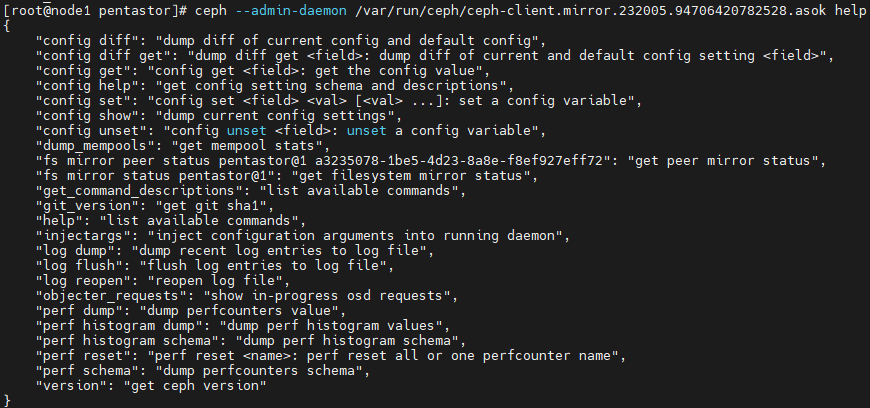 [root@node1 pentastor]# ceph --admin-daemon /var/run/ceph/ceph-client.mirror.232005.94706420782528.asok help
{
    "config diff": "dump diff of current config and default config",
    "config diff get": "dump diff get <field>: dump diff of current and default config setting <field>",
    "config get": "config get <field>: get the config value",
    "config help": "get config setting schema and descriptions",
    "config set": "config set <field> <val> [<val> ...]: set a config variable",
    "config show": "dump current config settings",
    "config unset": "config unset <field>: unset a config variable",
    "dump_mempools": "get mempool stats",
    "fs mirror peer status pentastor@1 a3235078-1be5-4d23-8a8e-f8ef927eff72": "get peer mirror status",
    "fs mirror status pentastor@1": "get filesystem mirror status",
    "get_command_descriptions": "list available commands",
    "git_version": "get git sha1",
    "help": "list available commands",
    "injectargs": "inject configuration arguments into running daemon",
    "log dump": "dump recent log entries to log file",
    "log flush": "flush log entries to log file",
    "log reopen": "reopen log file",
    "objecter_requests": "show in-progress osd requests",
    "perf dump": "dump perfcounters value",
    "perf histogram dump": "dump perf histogram values",
    "perf histogram schema": "dump perf histogram schema",
    "perf reset": "perf reset <name>: perf reset all or one perfcounter name",
    "perf schema": "dump perfcounters schema",
    "version": "get ceph version"
}